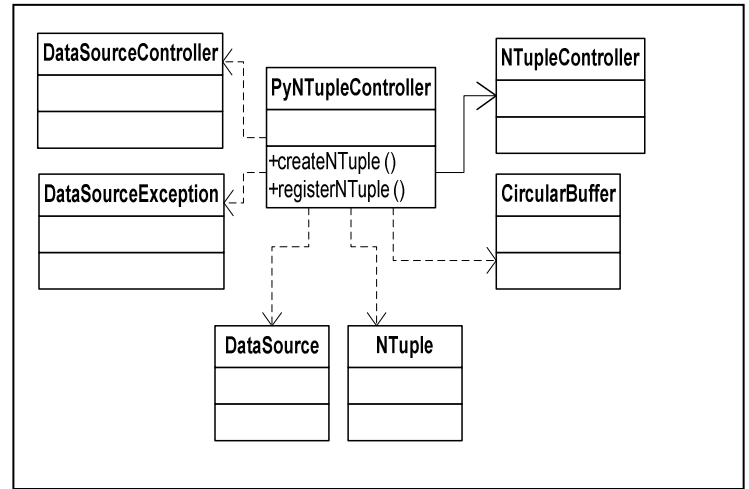 DataSourceController
PyNTupleController
+createNTuple ()
+registerNTuple ()
NTupleController
DataSourceException
CircularBuffer
DataSource
NTuple